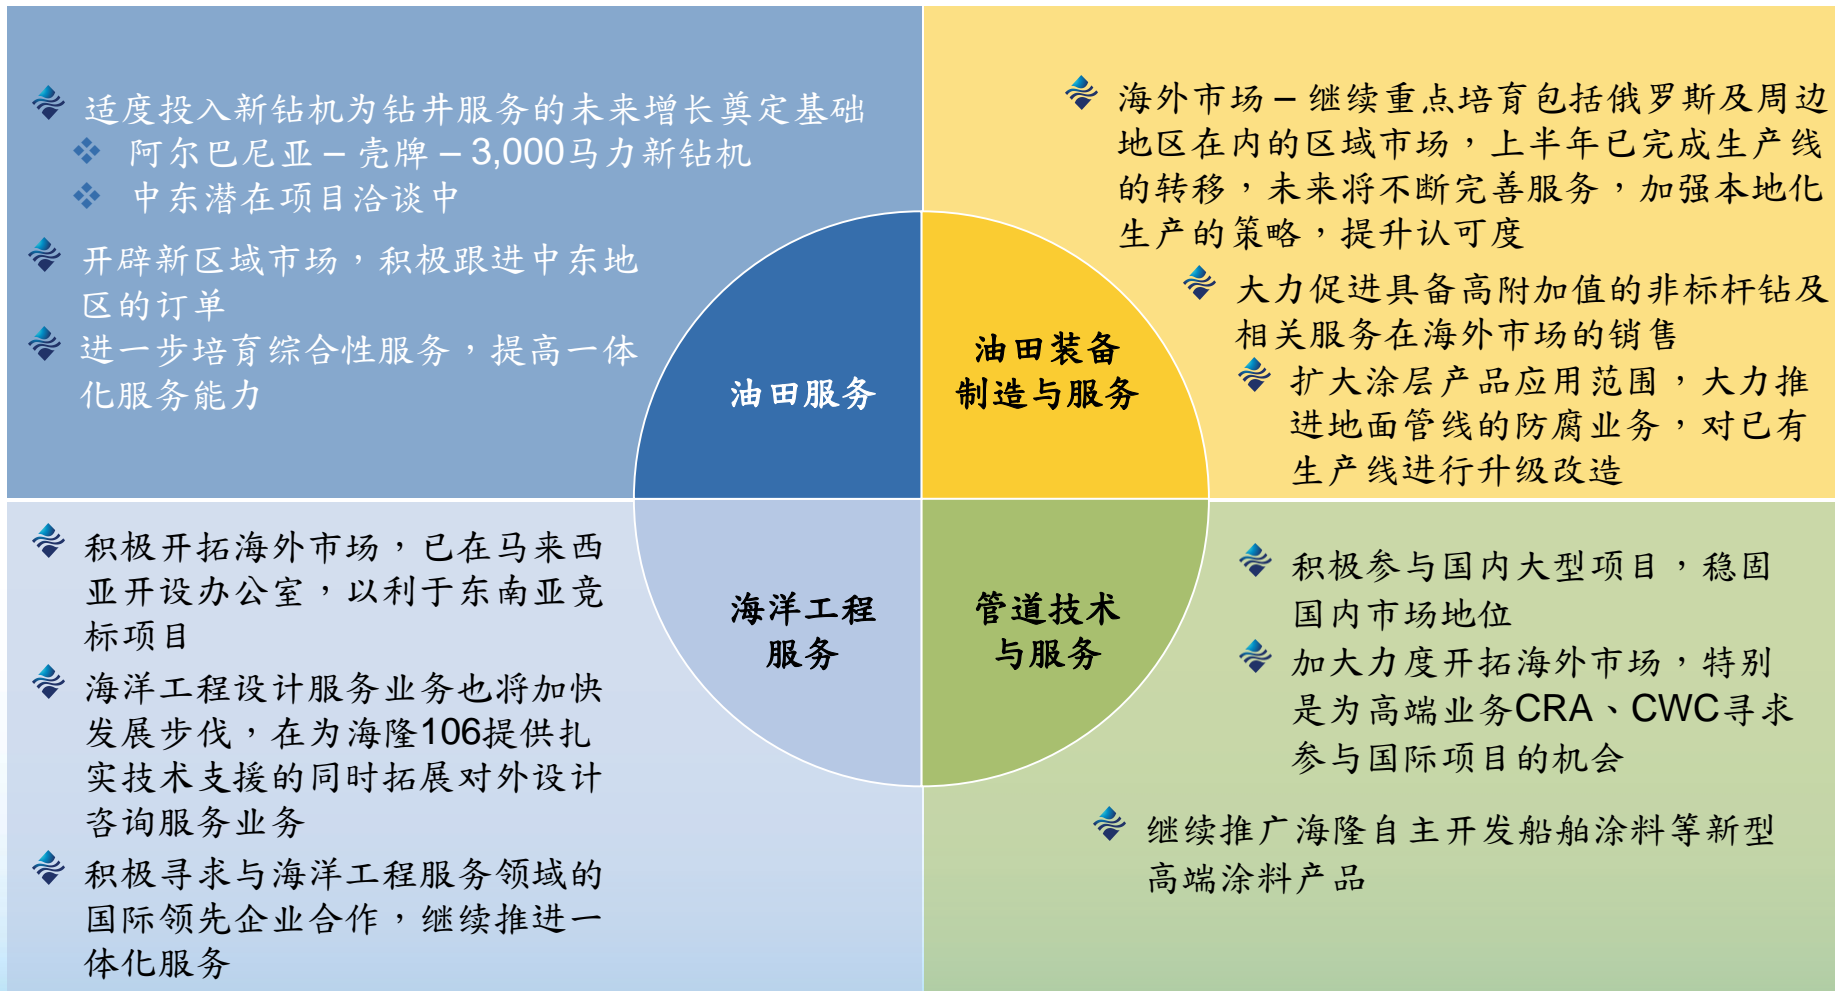 适度投入新钻机为钻井服务的未来增长奠定基础
阿尔巴尼亚 – 壳牌 – 3,000马力新钻机
中东潜在项目洽谈中
开辟新区域市场，积极跟进中东地
区的订单
进一步培育综合性服务，提高一体
化服务能力
油田服务
海外市场 – 继续重点培育包括俄罗斯及周边
地区在内的区域市场，上半年已完成生产线
的转移，未来将不断完善服务，加强本地化
生产的策略，提升认可度
大力促进具备高附加值的非标杆钻及
相关服务在海外市场的销售
扩大涂层产品应用范围，大力推
进地面管线的防腐业务，对已有
生产线进行升级改造
油田装备
制造与服务
积极开拓海外市场，已在马来西
亚开设办公室，以利于东南亚竞
标项目
海洋工程设计服务业务也将加快
发展步伐，在为海隆106提供扎
实技术支援的同时拓展对外设计
咨询服务业务
积极寻求与海洋工程服务领域的
国际领先企业合作，继续推进一
体化服务
海洋工程
服务
管道技术
与服务
积极参与国内大型项目，稳固
国内市场地位
加大力度开拓海外市场，特别
是为高端业务CRA、CWC寻求
参与国际项目的机会
继续推广海隆自主开发船舶涂料等新型
高端涂料产品